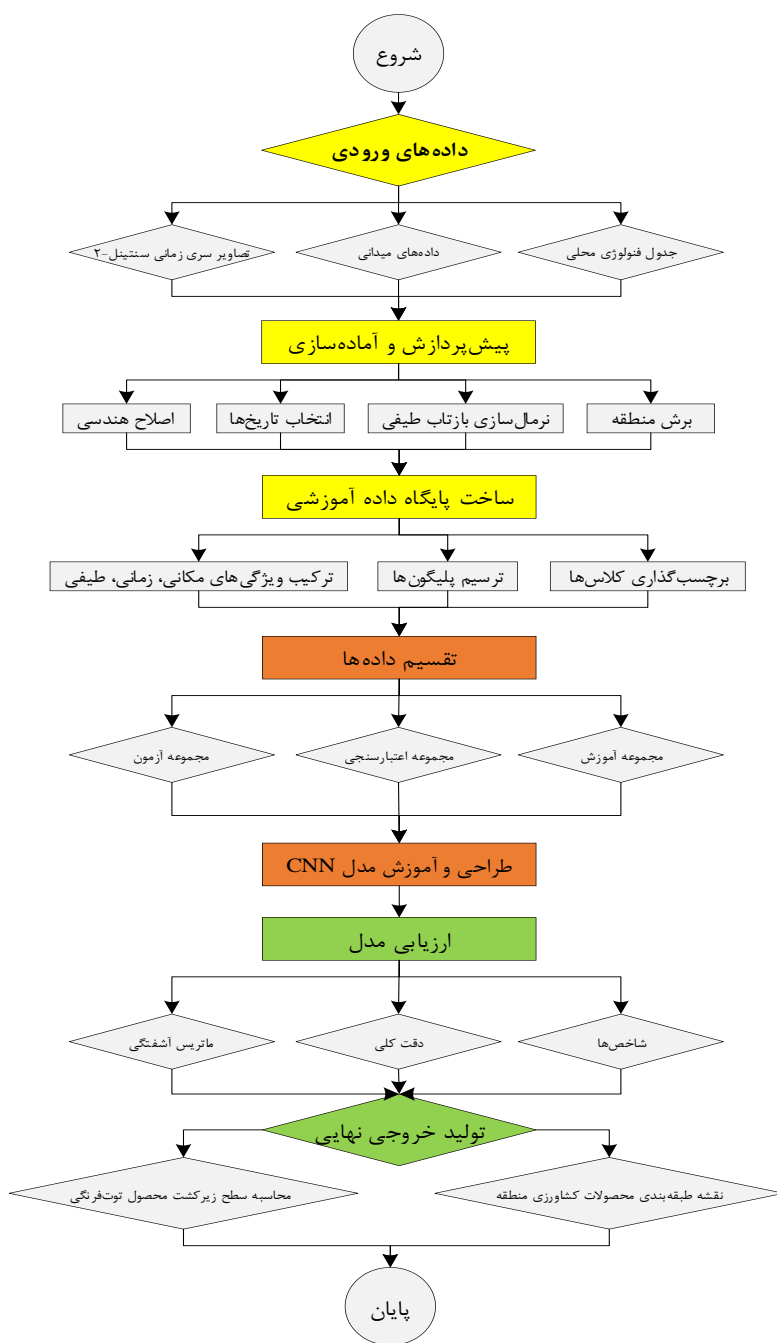 شروع
داده‌های ورودی
جدول فنولوژی محلی
داده‌های میدانی
تصاویر سری زمانی سنتینل-۲
پیش‌پردازش و آماده‌سازی
برش منطقه
نرمال‌سازی بازتاب طیفی
انتخاب تاریخ‌ها
اصلاح هندسی
ساخت پایگاه داده آموزشی
برچسب‌گذاری کلاس‌ها
ترسیم پلیگون‌ها
ترکیب ویژگی‌های مکانی، زمانی، طیفی
تقسیم داده‌ها
مجموعه آموزش
مجموعه اعتبارسنجی
مجموعه آزمون
طراحی و آموزش مدل CNN
ارزیابی مدل
شاخص‌ها
دقت کلی
ماتریس آشفتگی
تولید خروجی نهایی
نقشه طبقه‌بندی محصولات کشاورزی منطقه
محاسبه سطح زیرکشت محصول توت‌فرنگی
پایان